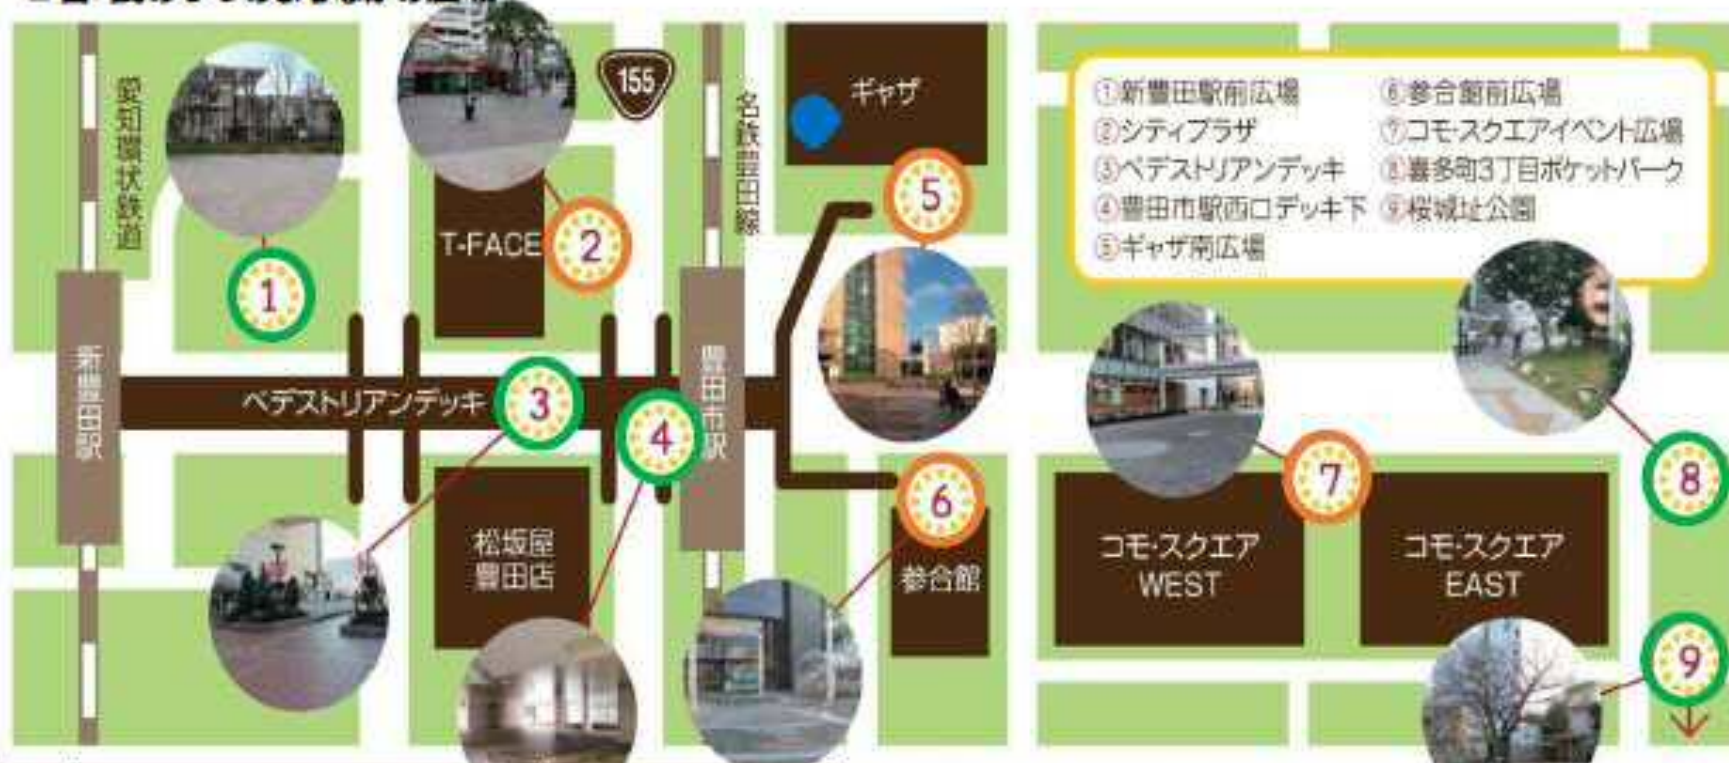 ①新豊田駅前広場
②シティプラザ
③ペデストリアンデッキ
④豊田市駅西口デッキ下
⑤ギャザ南広場
⑥参合館前広場
⑦コモ・スクエアイベント広場
⑧喜多町3丁目ポケットパーク
⑨桜城址公園
愛知環状鉄道
155
名鉄豊田線
ギャザ
T-FACE
1
2
5
新豊田駅
ペデストリアンデッキ
3
4
豊田市駅
6
7
8
松坂屋
豊田店
参合館
コモ・スクエア
WEST
コモ・スクエア
EAST
9